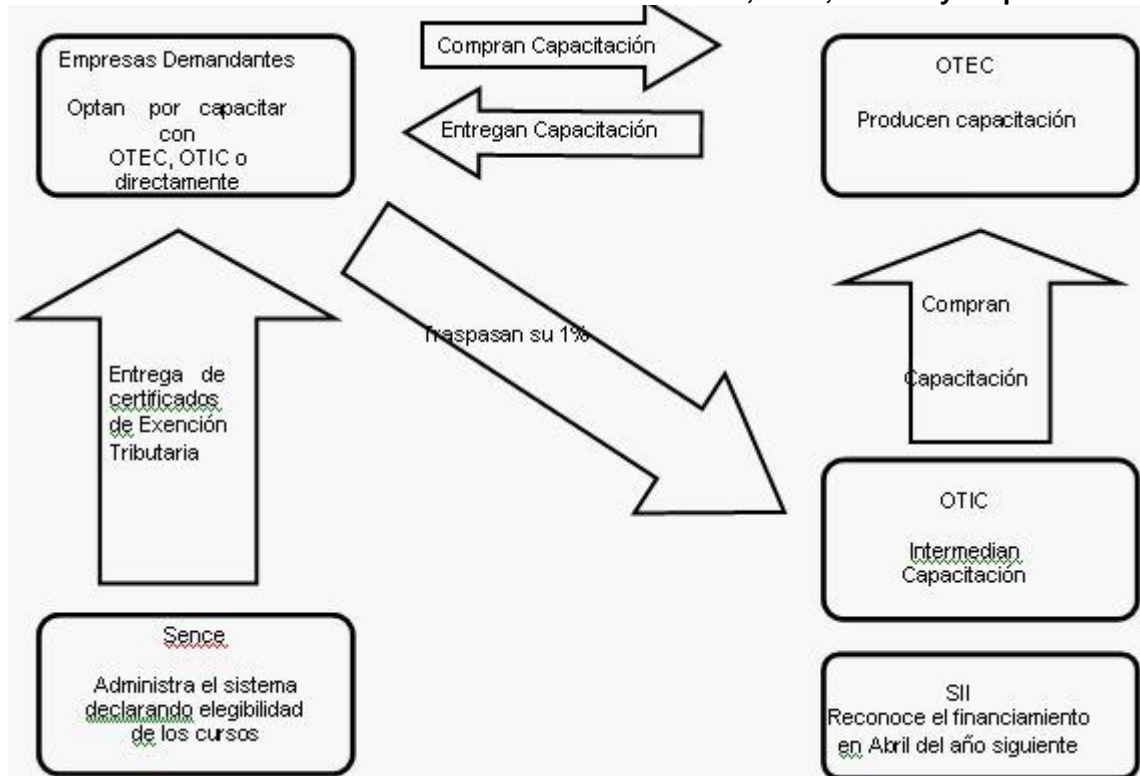 Empresas Demandantes
Optan por capacitar
con
OTEC, OTIC o
directamente
Compran Capacitación
Entregan Capacitación
OTEC
Producen capacitación
Traspasan su 1%
Compran
Capacitación
Entrega de
certificados
de Exención
Tributaria
OTIC
Intermedian
Capacitación
Sence
Administra el sistema
declarando elegibilidad
de los cursos
SII
Reconoce el financiamiento
en Abril del año siguiente